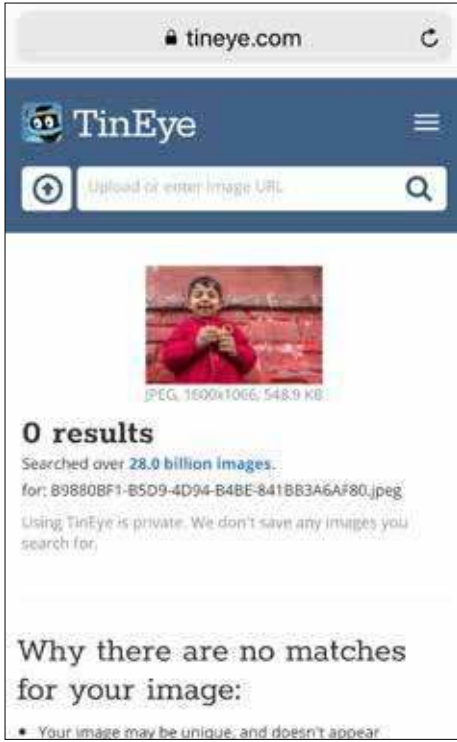 tineye.com
TinEye
Upload or enter Image URL
JPEG, 1600x1066, 548.9 KB
0 results
Searched over 28.0 billion images.
for: B9880BF1-B5D9-4D94-B4BE-841BB3A6AF80.jpeg
Using TinEye is private. We don't save any images you
search for.
Why there are no matches
for your image:
• Your image may be unique, and doesn't appear